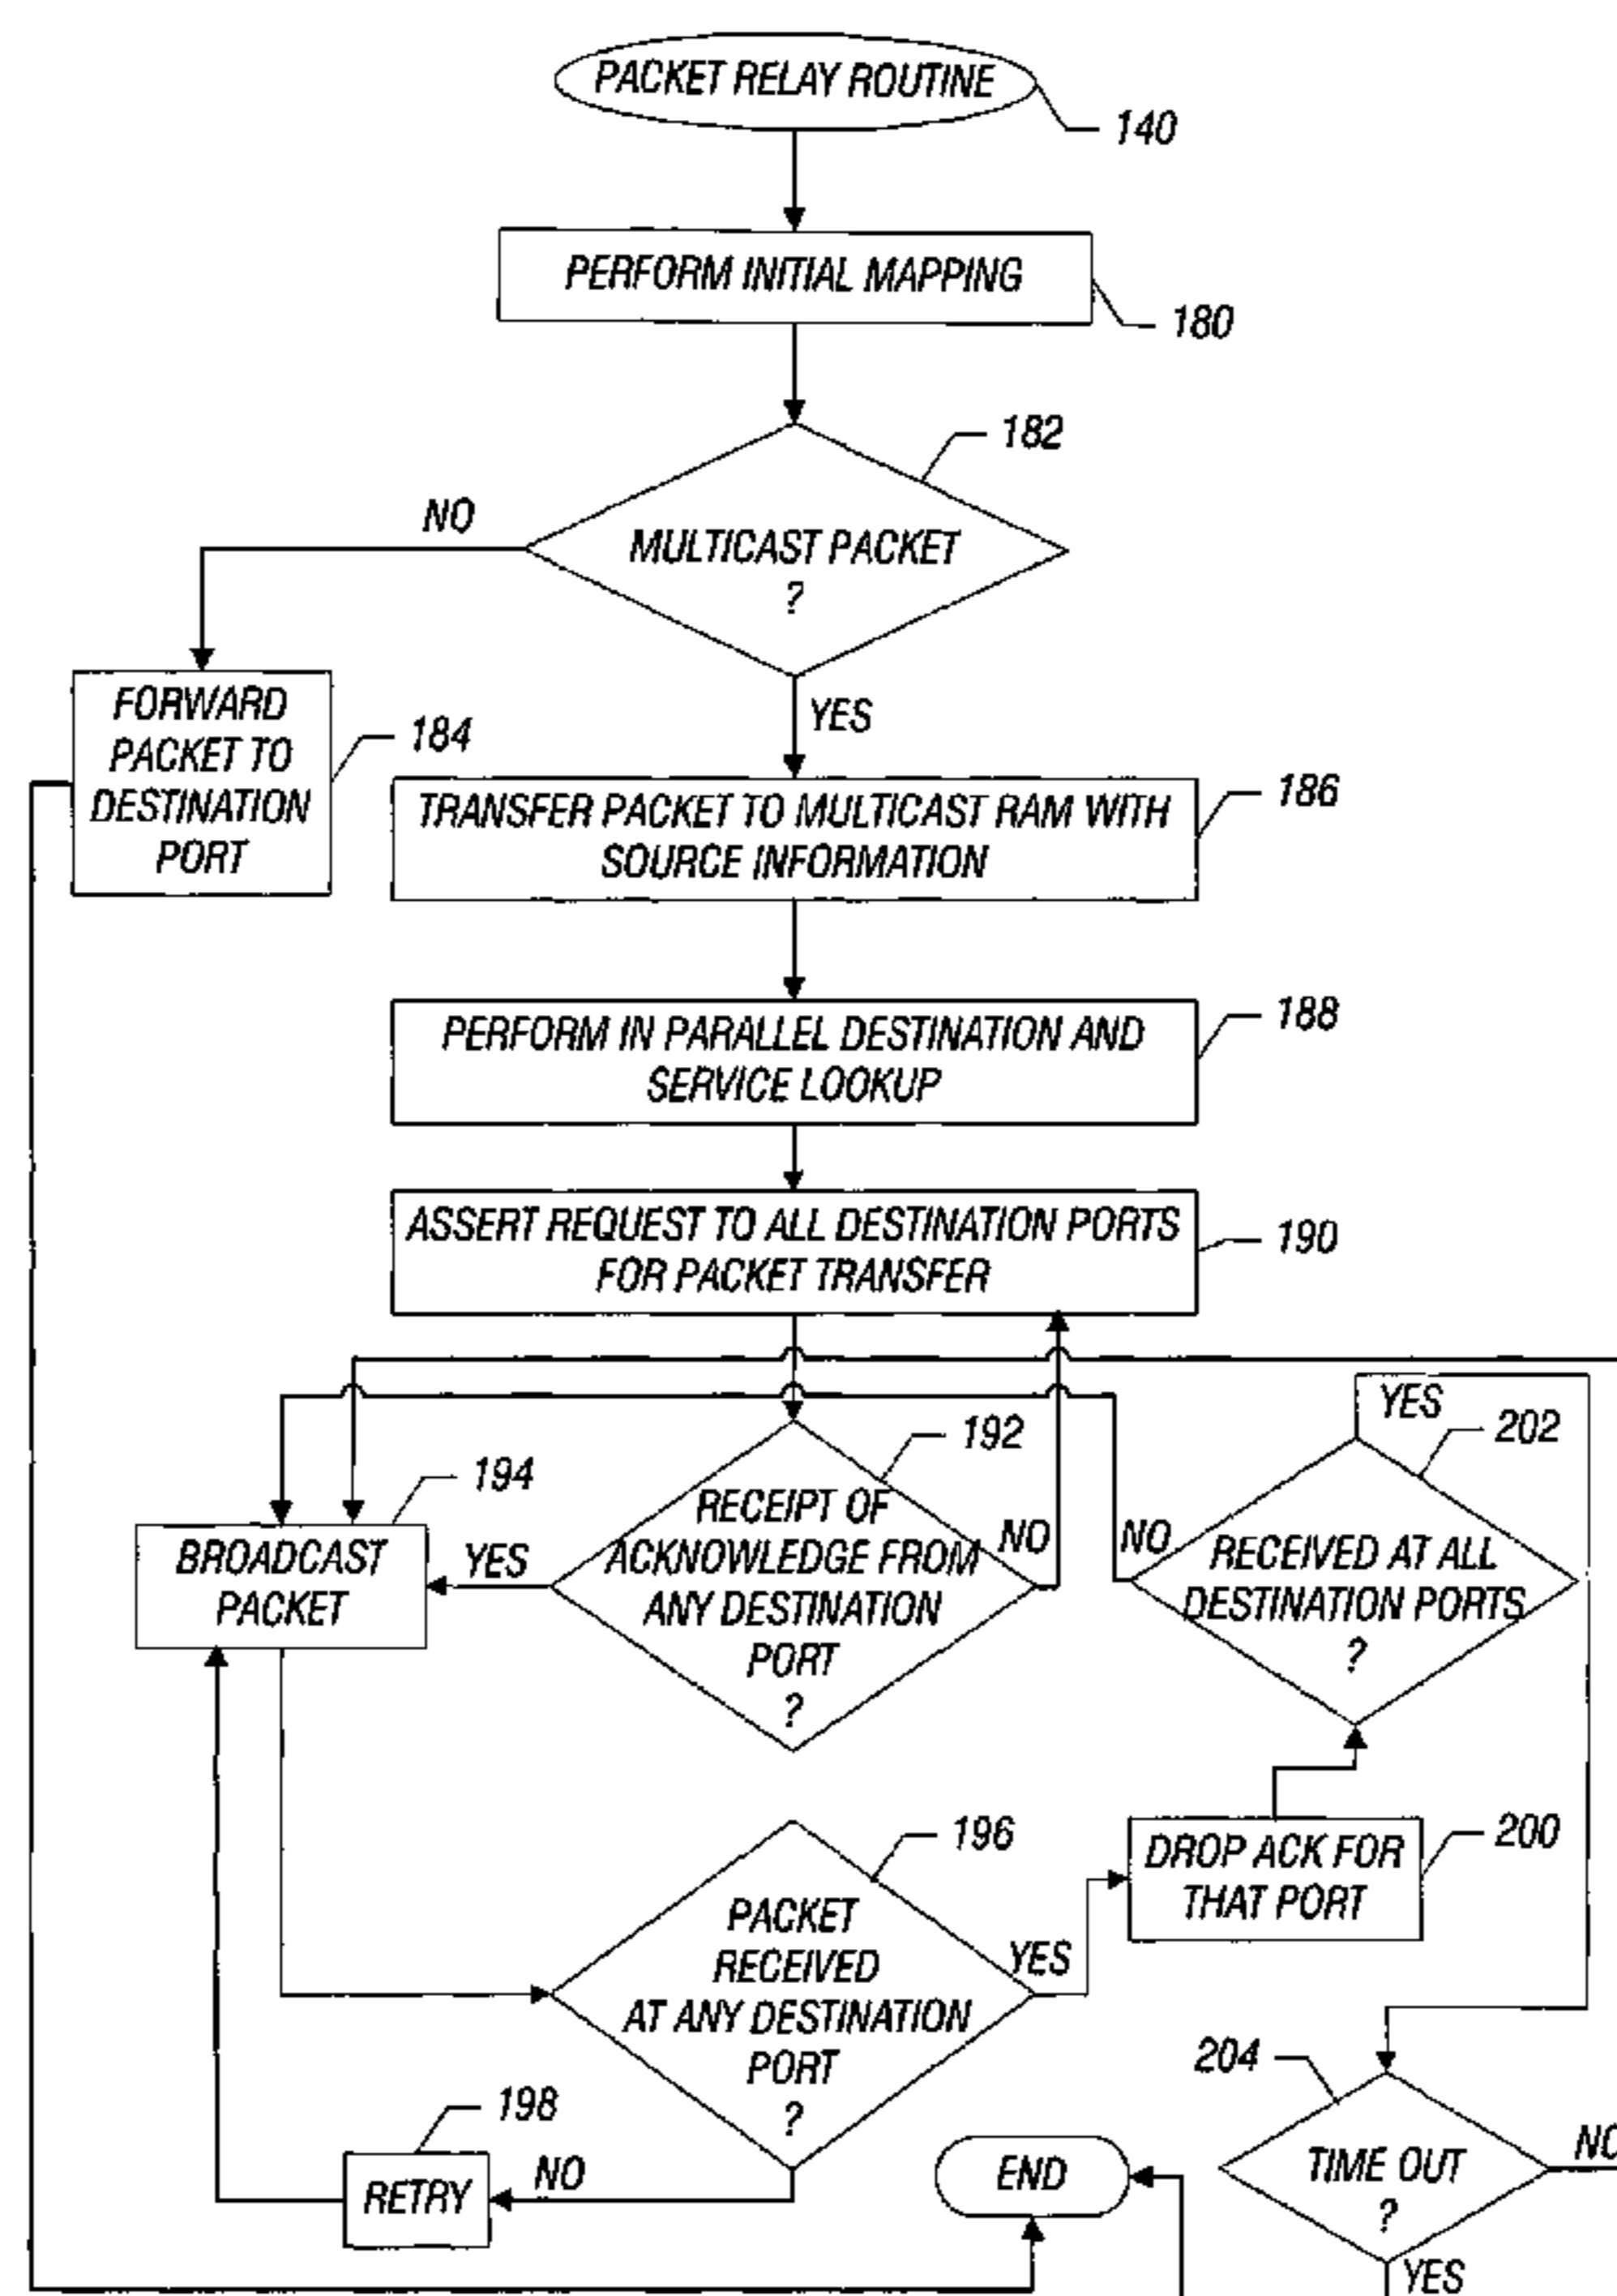 PACKET RELAY ROUTINE
140
PERFORM INITIAL MAPPING
180
182
NO
MULTICAST PACKET
?
YES
FORWARD
PACKET TO
DESTINATION
PORT
184
TRANSFER PACKET TO MULTICAST RAM WITH
SOURCE INFORMATION
186
PERFORM IN PARALLEL DESTINATION AND
SERVICE LOOKUP
188
ASSERT REQUEST TO ALL DESTINATION PORTS
FOR PACKET TRANSFER
190
192
RECEIPT OF
ACKNOWLEDGE FROM
ANY DESTINATION
PORT
?
YES
NO
194
BROADCAST
PACKET
YES
202
NO
RECEIVED AT ALL
DESTINATION PORTS
?
196
PACKET
RECEIVED
AT ANY DESTINATION
PORT
?
YES
DROP ACK FOR
THAT PORT
200
198
RETRY
NO
END
204
TIME OUT
?
NO
YES